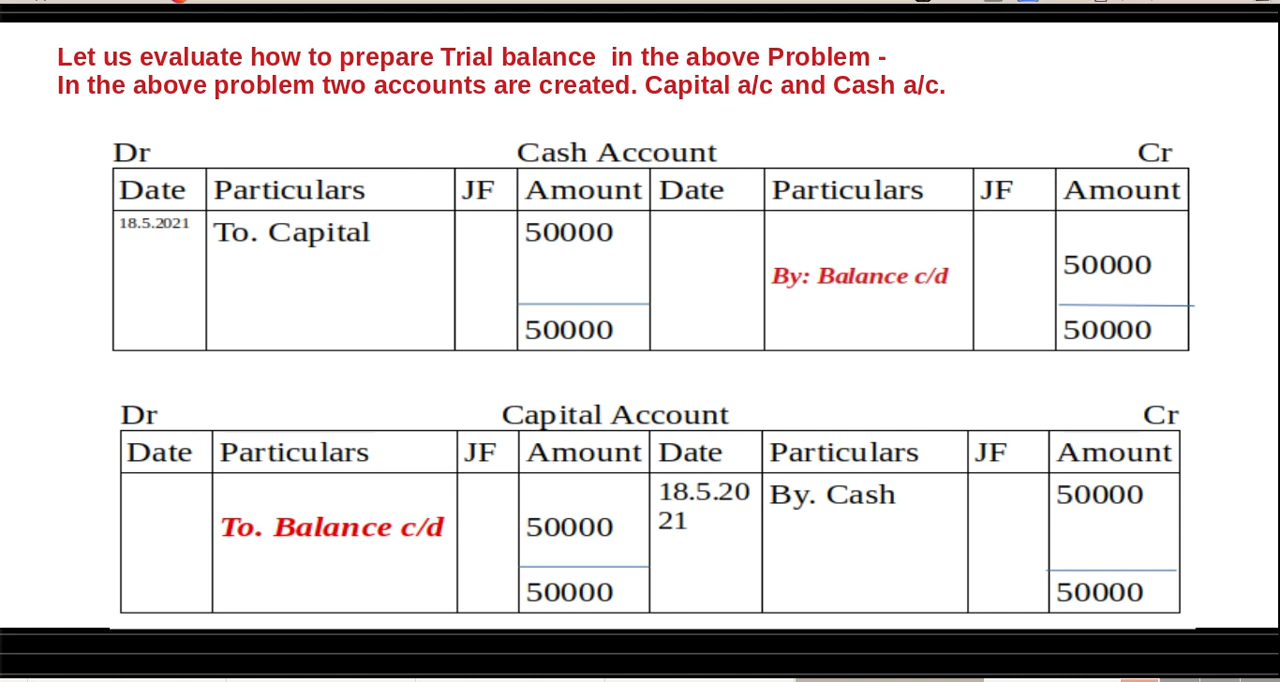 Let us evaluate how to prepare Trial balance in the above Problem -
In the above problem two accounts are created. Capital a/c and Cash a/c.
Dr Cash Account Cr
Date Particulars JF Amount Date Particulars JF Amount
18.5.2021 To. Capital 50000
By: Balance c/d 50000
50000 50000
Dr Capital Account Cr
Date Particulars JF Amount Date Particulars JF Amount
18.5.20 By. Cash 50000
To. Balance c/d 50000 21
50000 50000